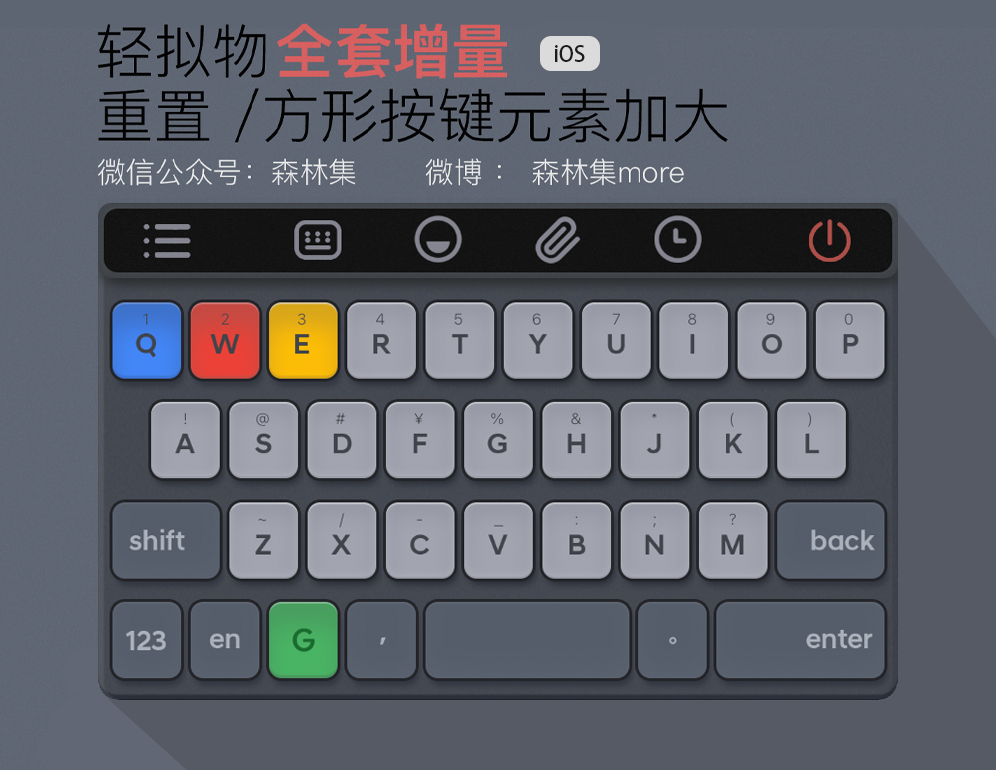 轻拟物全套增量 iOS
重置 /方形按键元素加大
微信公众号：森林集 微博： 森林集more
1 2 3 4 5 6 7 8 9 0
Q W E R T Y U I O P
! @ # ¥ % & * ( )
A S D F G H J K L
~ / - _ : ; ?
shift Z X C V B N M back
123 en G , 。 enter